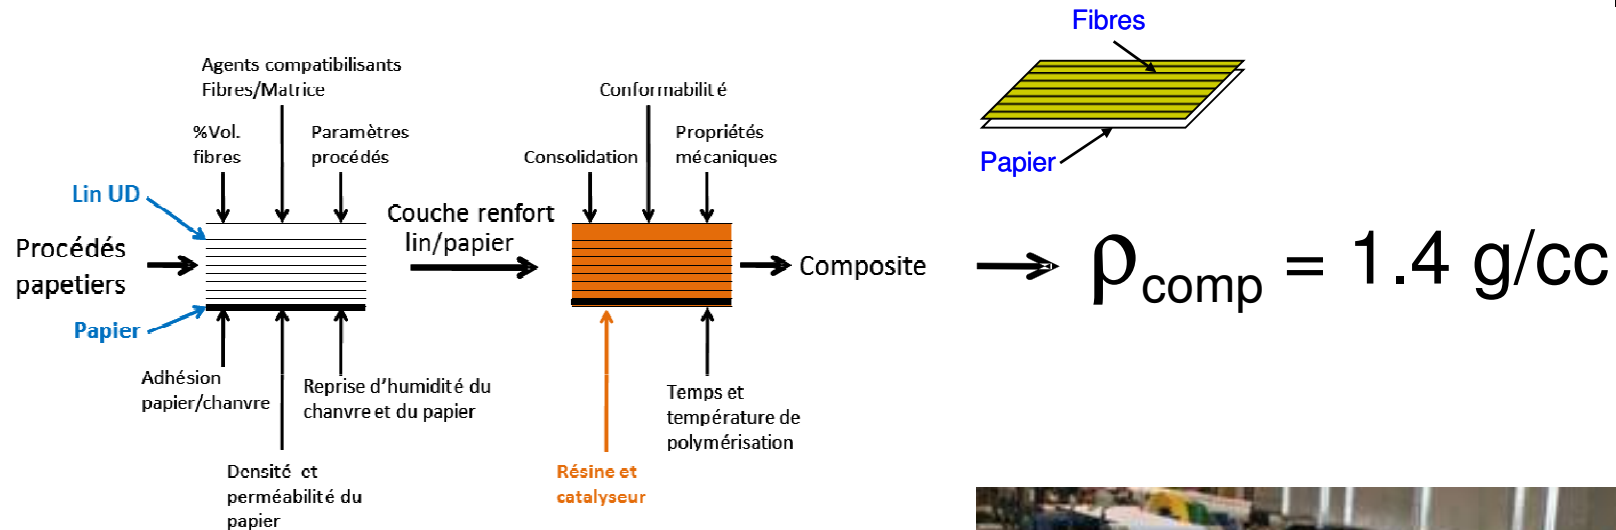 Fibres
Papier
Agents compatibilisants
Fibres/Matrice
%Vol.
fibres
Paramètres
procédés
Lin UD
Procédés
papetiers
Papier
Adhésion
papier/chanvre
Reprise d'humidité du
chanvre et du papier
Densité et
perméabilité du
papier
Couche renfort
lin/papier
Conformabilité
Consolidation
Propriétés
mécaniques
Résine et
catalyseur
Temps et
température de
polymérisation
Composite
ρcomp = 1.4 g/cc